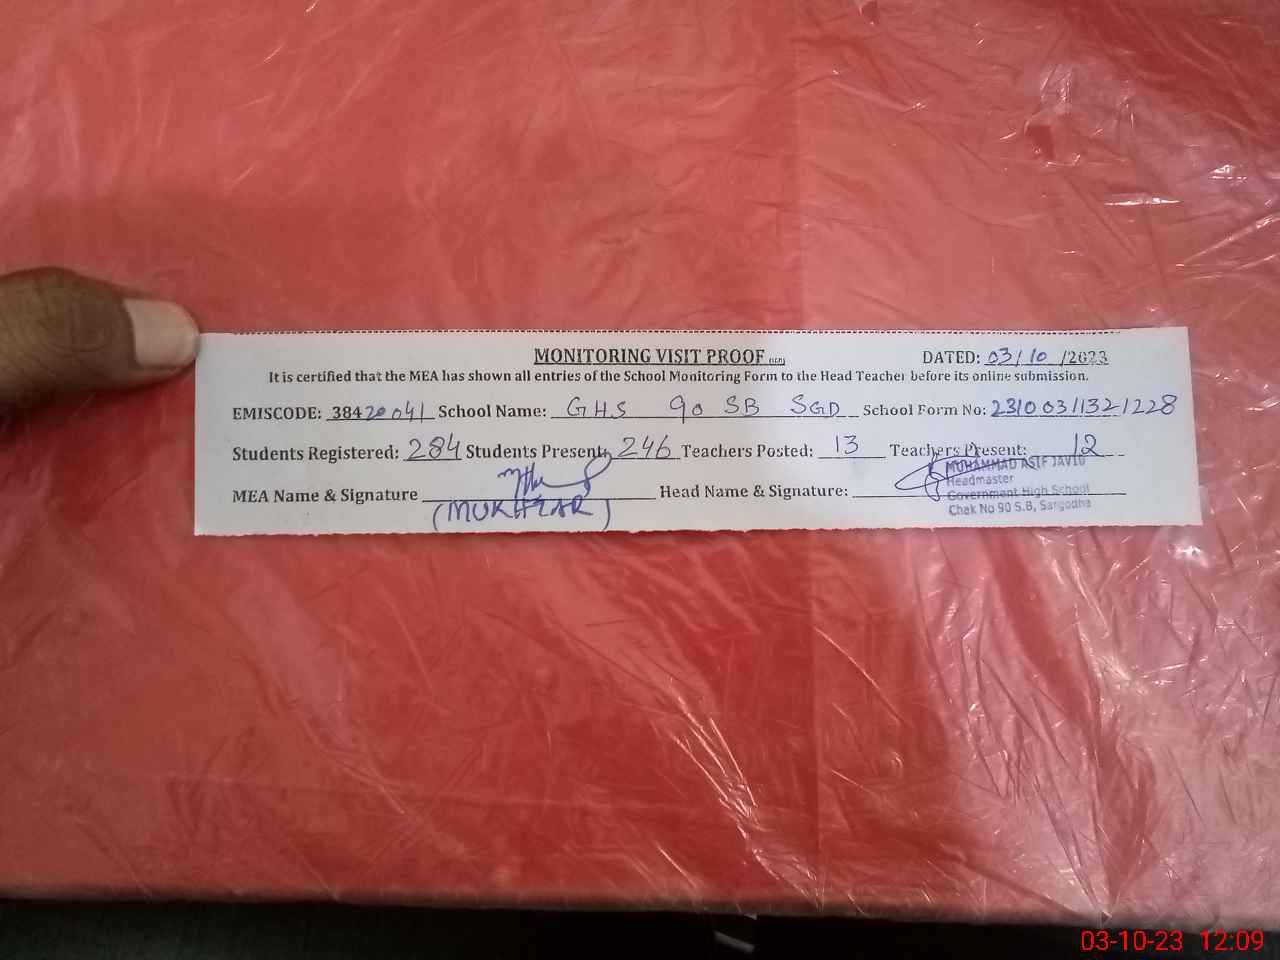 MONITORING VISIT PROOF
DATED: 03/10/2023
It is certified that the MEA has shown all entries of the School Monitoring Form to the Head Teacher before its online submission.
EMISCODE: 38420041 School Name: GHS 90 SB SGD School Form No: 23100311321228
Students Registered: 284 Students Present: 246 Teachers Posted: 13 Teachers Present: 12
MEA Name & Signature (MUKHTAR) Head Name & Signature:
MUHAMMAD ASIF JAVID
Headmaster
Government High School
Chak No 90 S.B, Sargodha
03-10-23 12:09